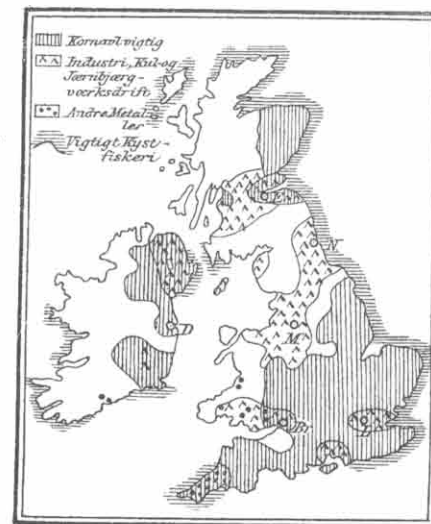 Kornavl vigtig
Industri, Kul-og
Jærnbjærg-
værksdrift
Andre Metal-
ler
Vigtigt Kyst-
fiskeri
N
M